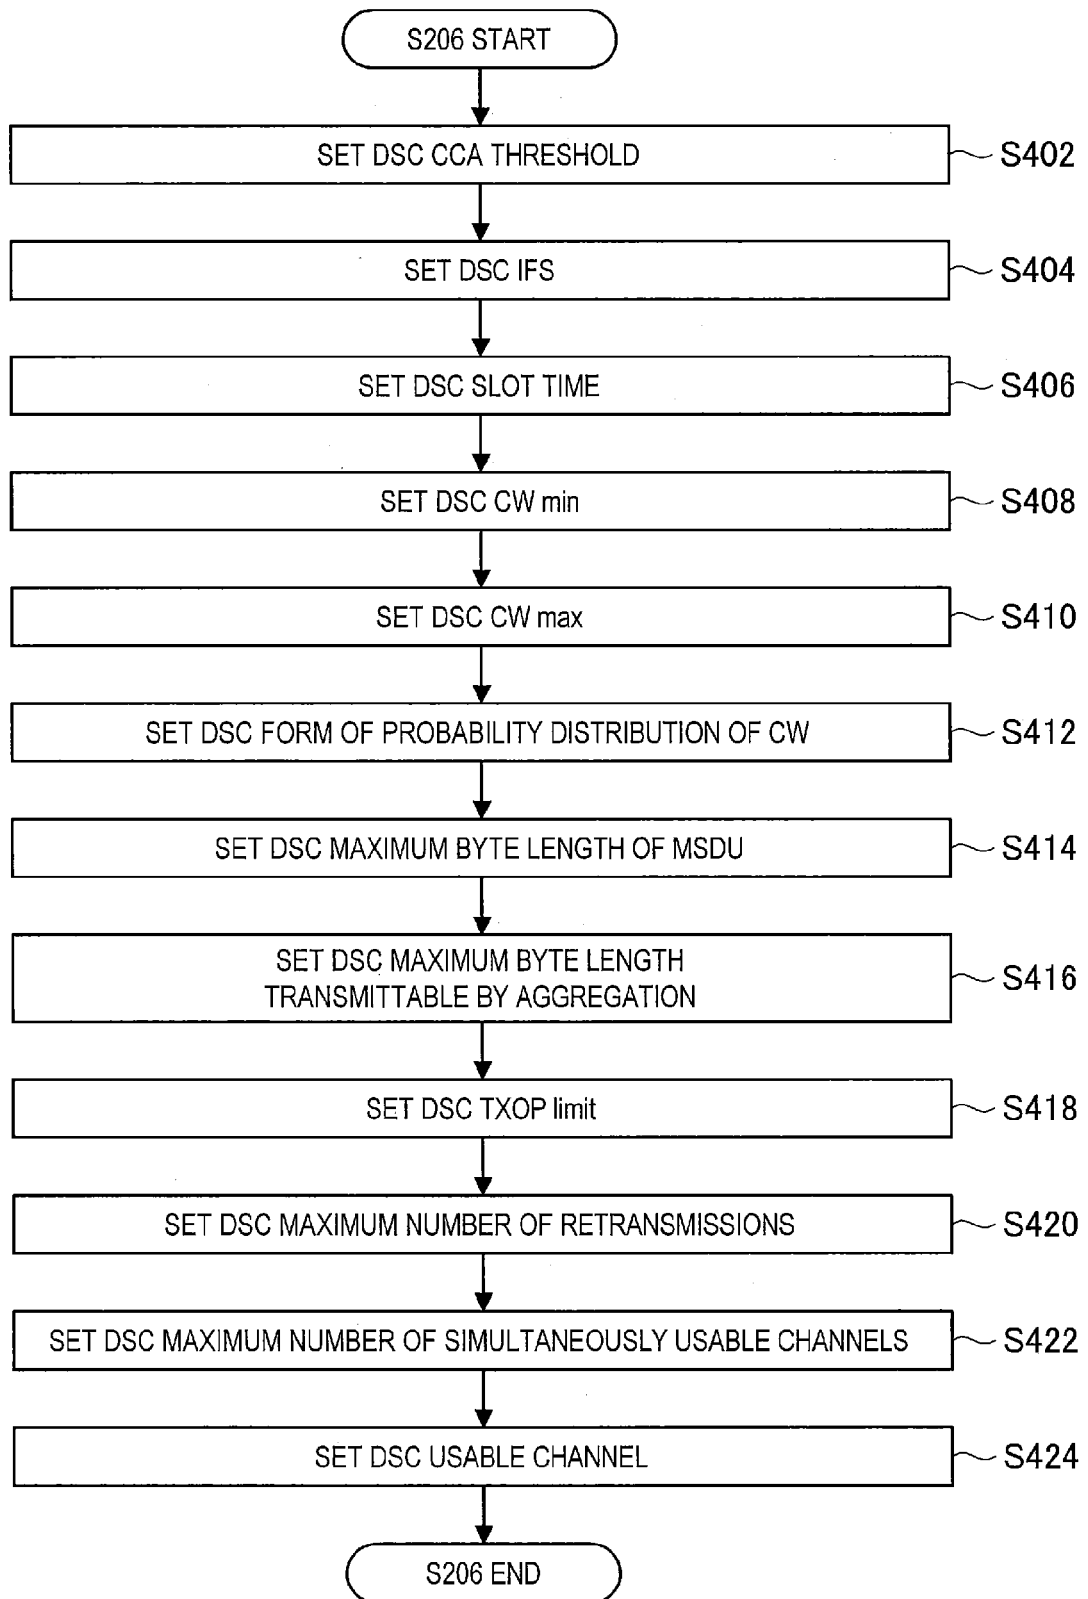 S206 START
SET DSC CCA THRESHOLD
S402
SET DSC IFS
S404
SET DSC SLOT TIME
S406
SET DSC CW min
S408
SET DSC CW max
S410
SET DSC FORM OF PROBABILITY DISTRIBUTION OF CW
S412
SET DSC MAXIMUM BYTE LENGTH OF MSDU
S414
SET DSC MAXIMUM BYTE LENGTH
TRANSMITTABLE BY AGGREGATION
S416
SET DSC TXOP limit
S418
SET DSC MAXIMUM NUMBER OF RETRANSMISSIONS
S420
SET DSC MAXIMUM NUMBER OF SIMULTANEOUSLY USABLE CHANNELS
S422
SET DSC USABLE CHANNEL
S424
S206 END